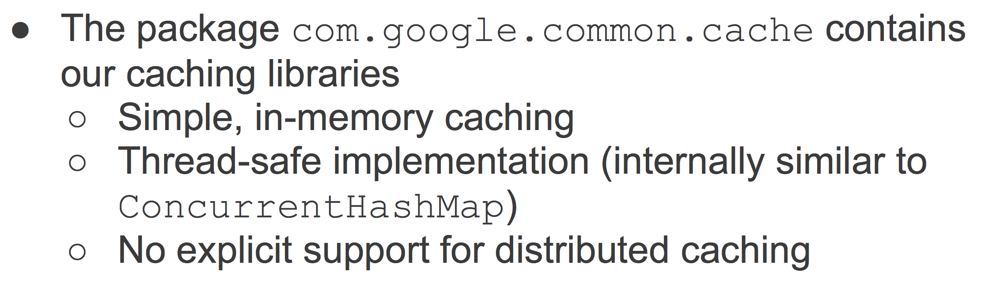 ● The package com.google.common.cache contains
our caching libraries
○ Simple, in-memory caching
○ Thread-safe implementation (internally similar to
ConcurrentHashMap)
○ No explicit support for distributed caching